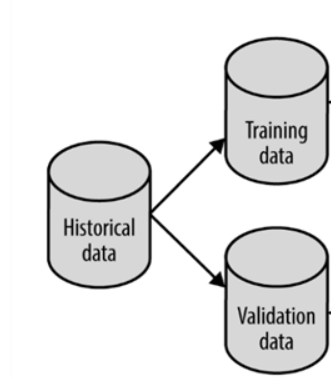 Training
data
Historical
data
Validation
data